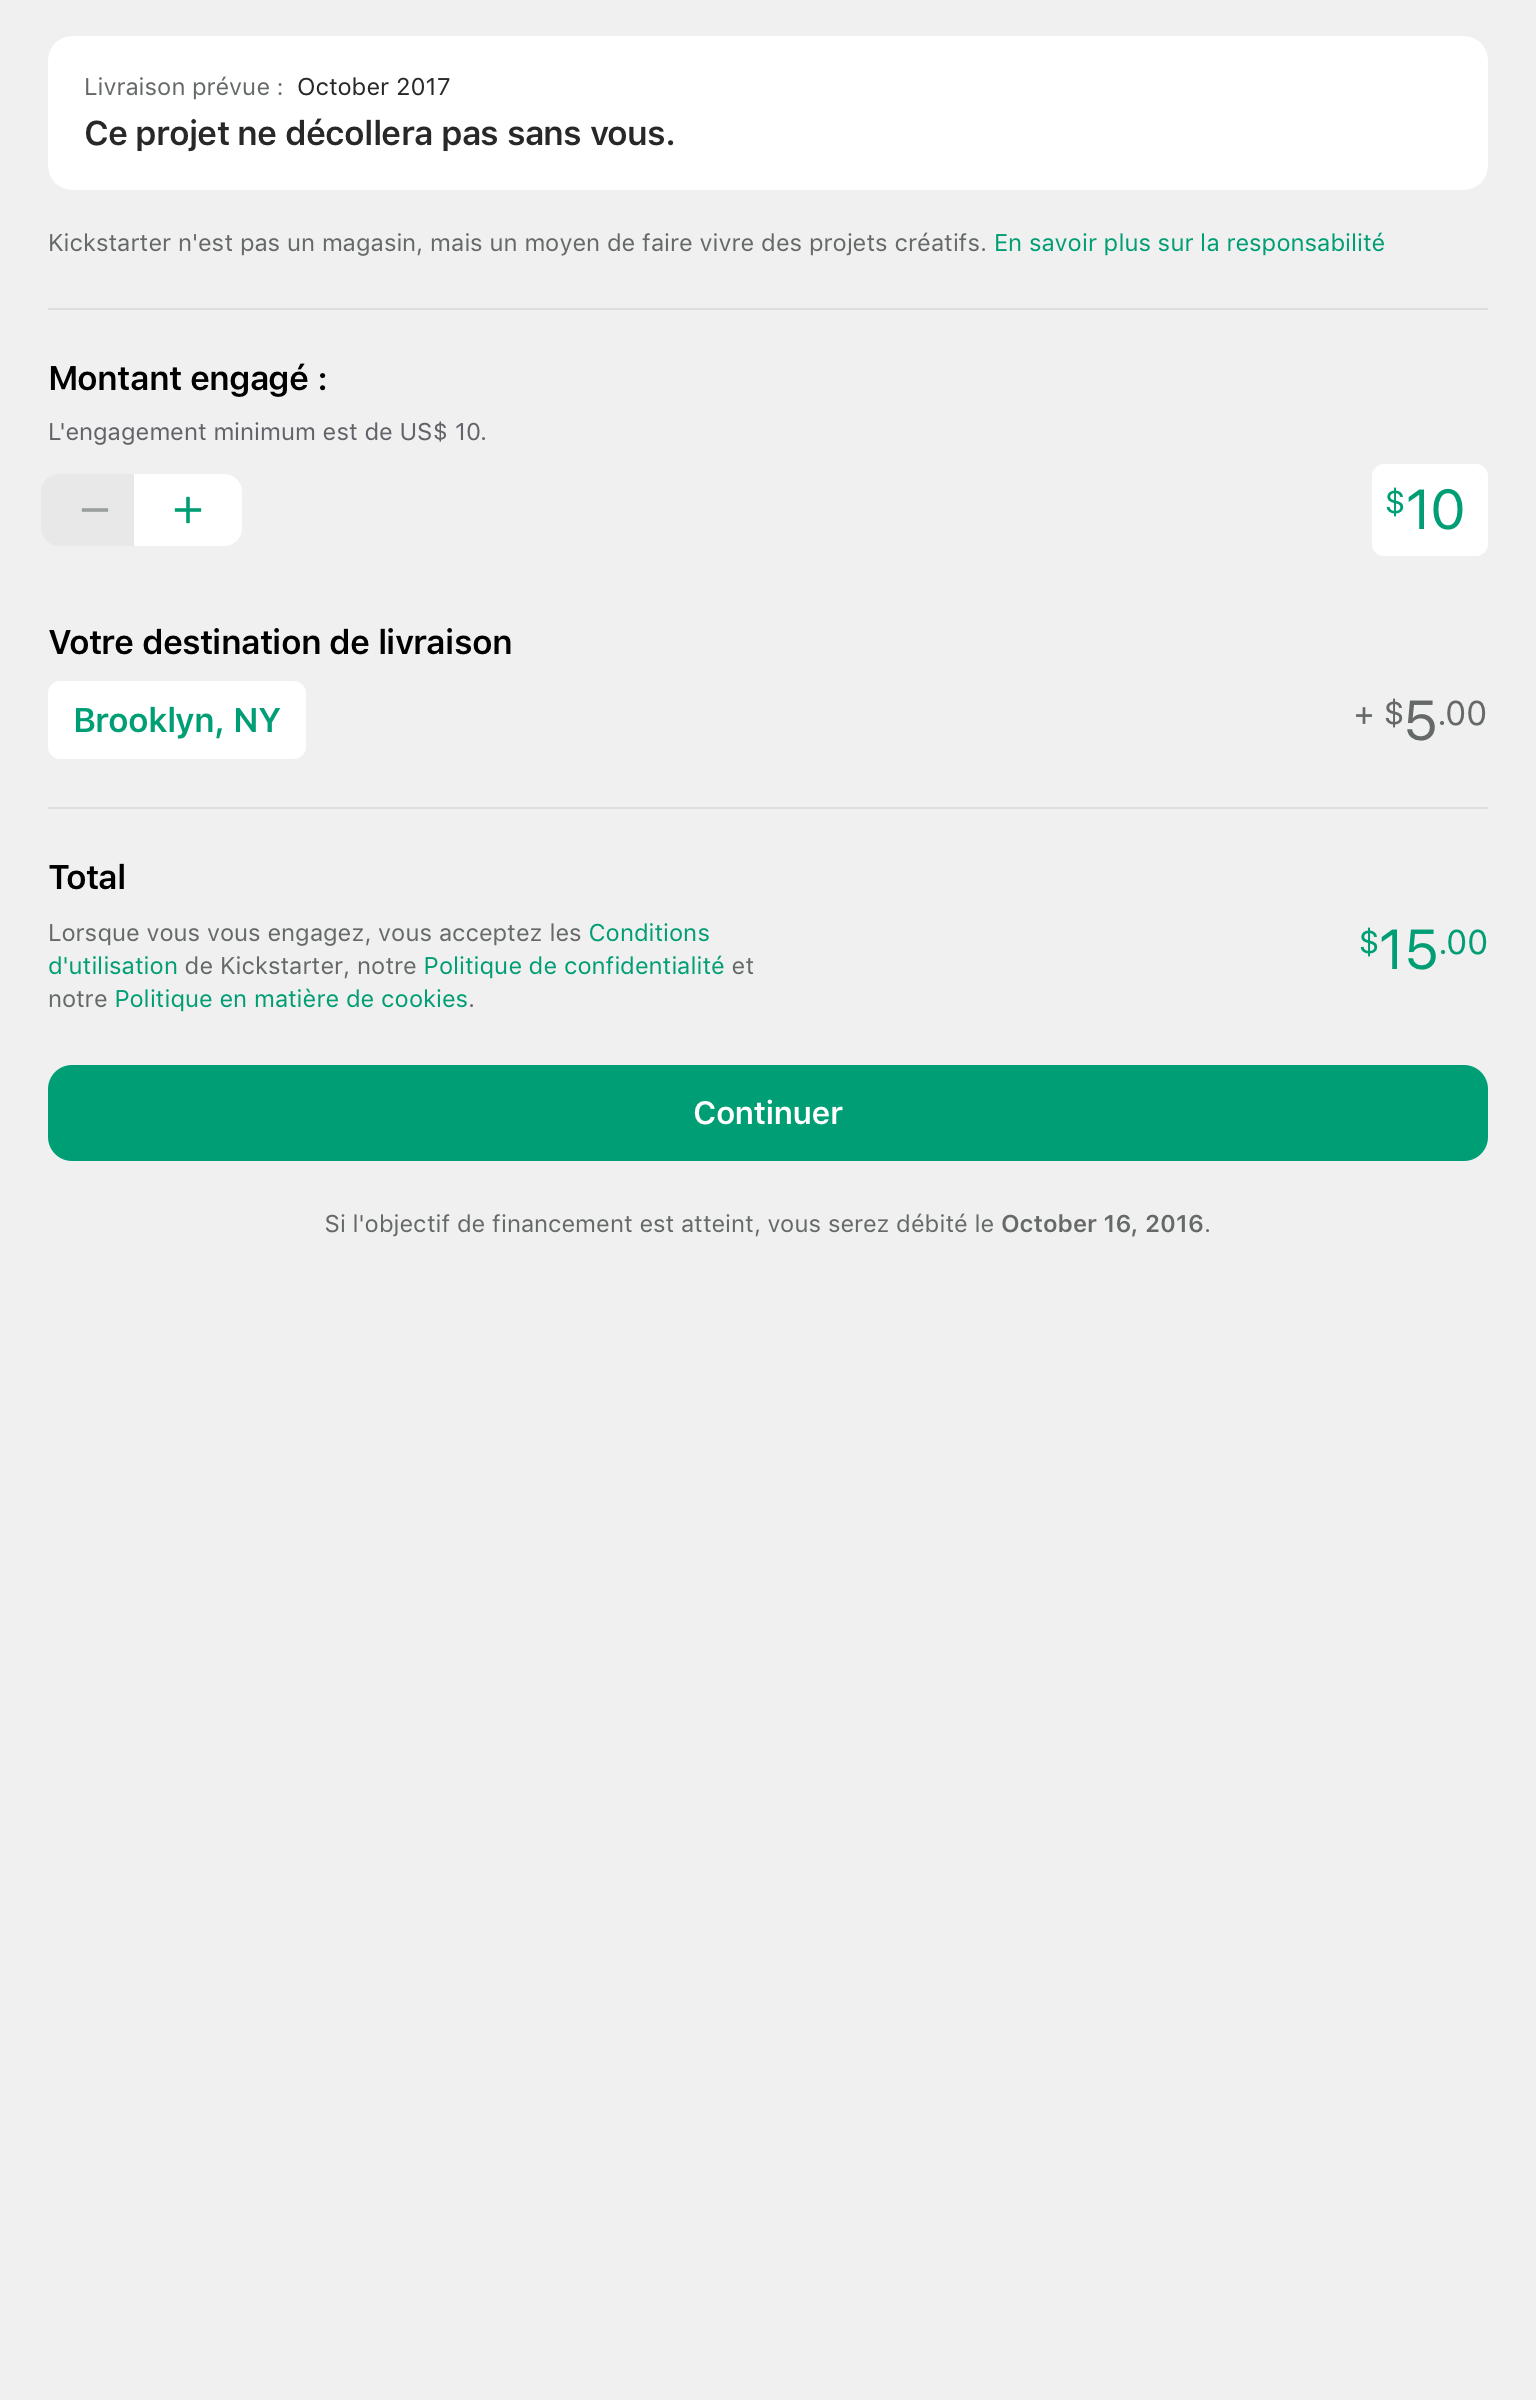 Livraison prévue : October 2017
Ce projet ne décollera pas sans vous.
Kickstarter n'est pas un magasin, mais un moyen de faire vivre des projets créatifs. En savoir plus sur la responsabilité
Montant engagé :
L'engagement minimum est de US$ 10.
− +
$10
Votre destination de livraison
Brooklyn, NY
+ $5.00
Total
Lorsque vous vous engagez, vous acceptez les Conditions
d'utilisation de Kickstarter, notre Politique de confidentialité et
notre Politique en matière de cookies.
$15.00
Continuer
Si l'objectif de financement est atteint, vous serez débité le October 16, 2016.